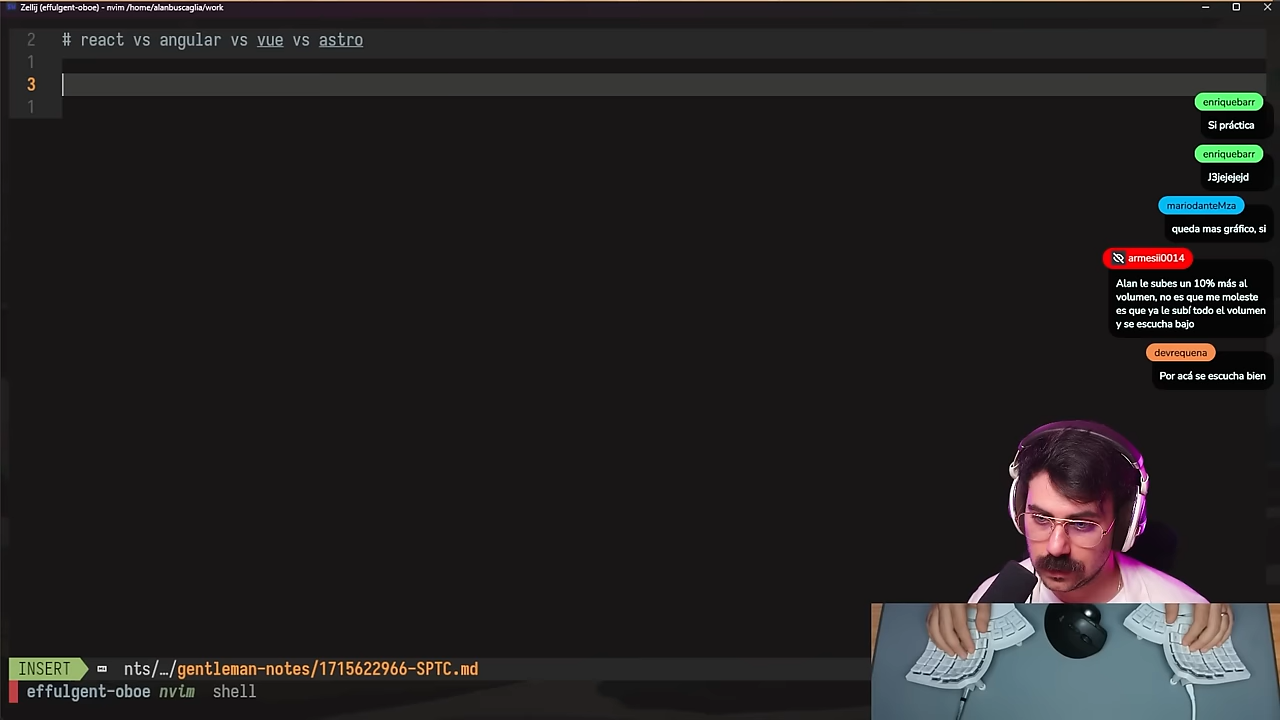 Zellij (effulgent-oboe) - nvim /home/alanbuscaglia/work
2 # react vs angular vs vue vs astro
1
3
1
enriquebarr
Si práctica
enriquebarr
J3jejejejd
mariodanteMza
queda mas gráfico, si
armesii0014
Alan le subes un 10% más al
volumen, no es que me moleste
es que ya le subí todo el volumen
y se escucha bajo
devrequena
Por acá se escucha bien
INSERT nts/…/gentleman-notes/1715622966-SPTC.md
effulgent-oboe nvim shell